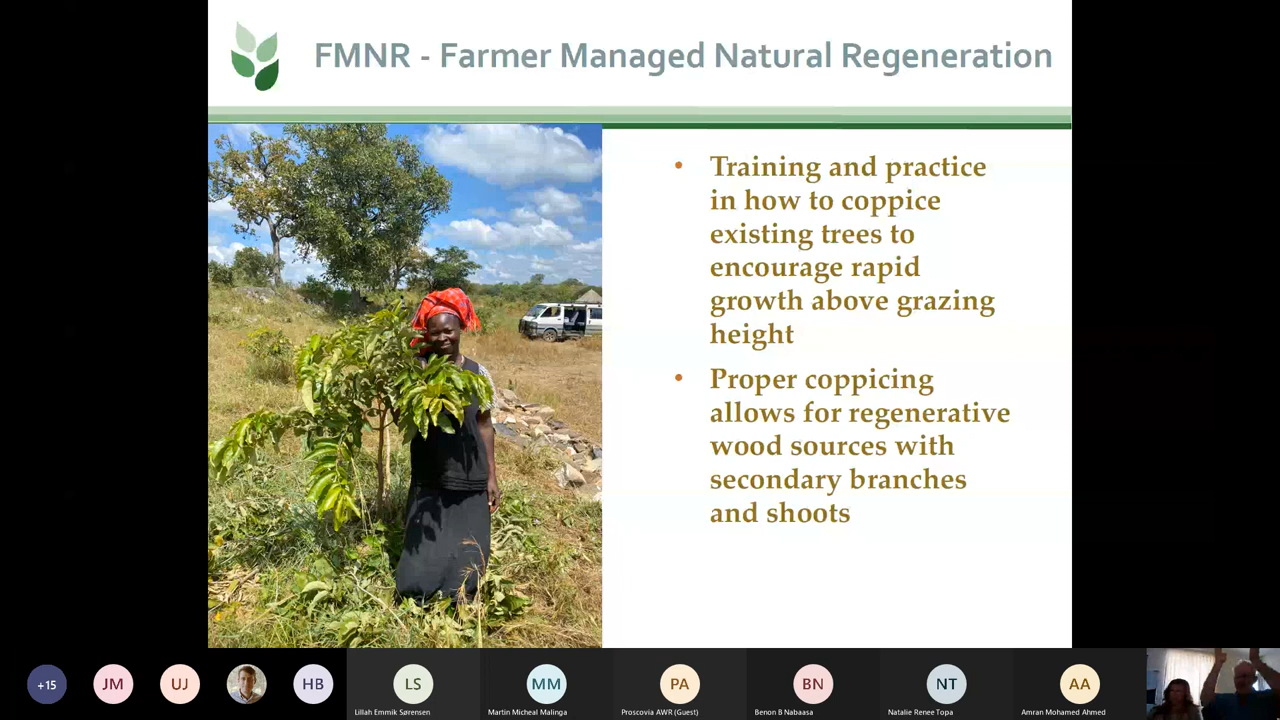 FMNR - Farmer Managed Natural Regeneration
• Training and practice
in how to coppice
existing trees to
encourage rapid
growth above grazing
height
• Proper coppicing
allows for regenerative
wood sources with
secondary branches
and shoots
+15
JM
UJ
HB
LS
MM
PA
BN
NT
AA
Lillah Emmik Sørensen
Martin Micheal Malinga
Proscovia AWR (Guest)
Benon B Nabaasa
Natalie Renee Topa
Amran Mohamed Ahmed